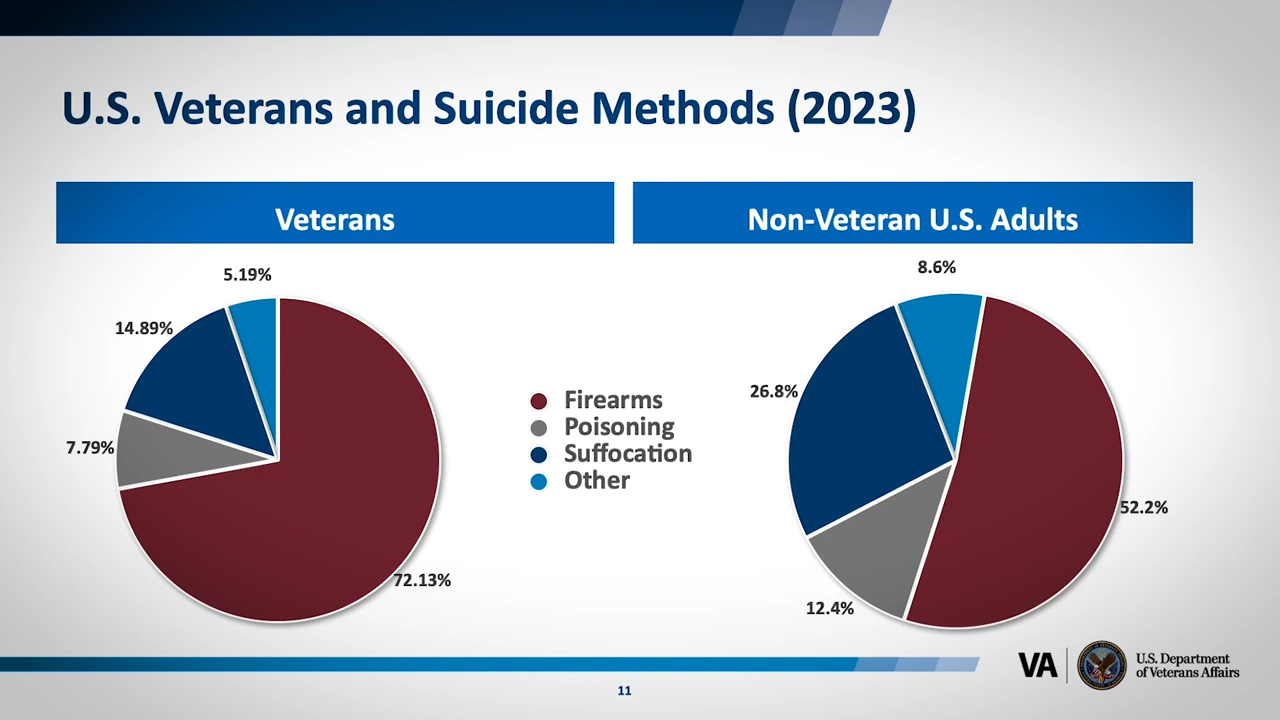 U.S. Veterans and Suicide Methods (2023)
Veterans
Non-Veteran U.S. Adults
5.19%
14.89%
7.79%
72.13%
Firearms
Poisoning
Suffocation
Other
8.6%
26.8%
52.2%
12.4%
VA
U.S. Department
of Veterans Affairs
11